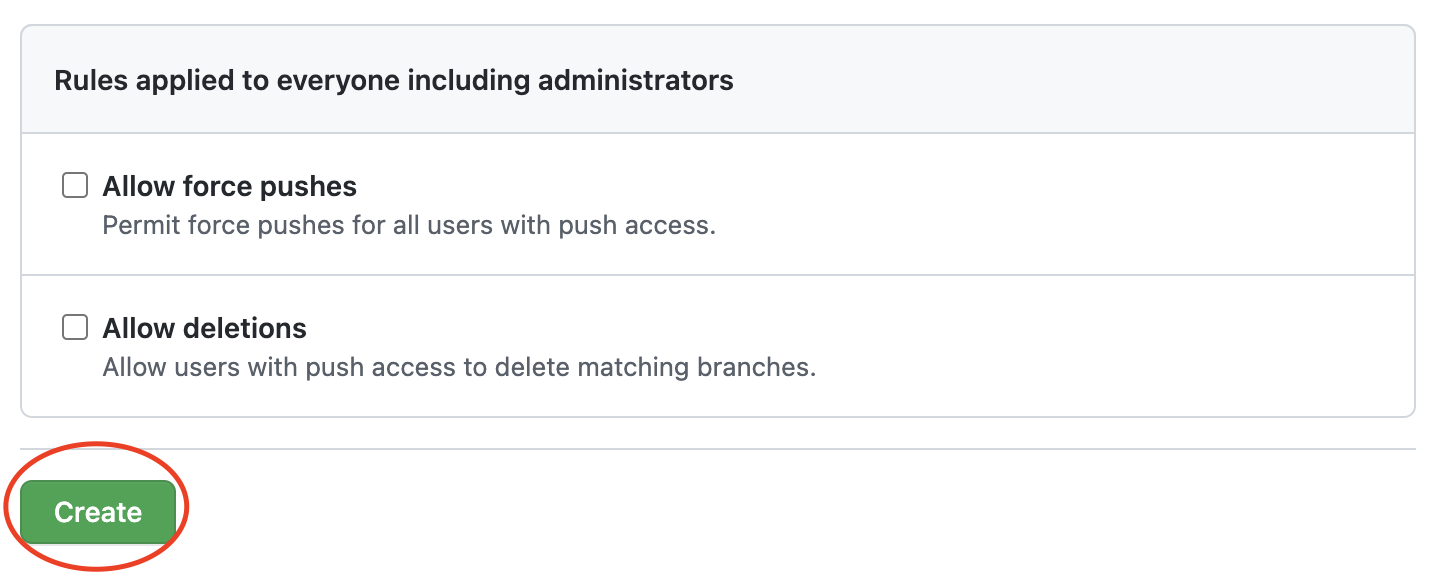 Rules applied to everyone including administrators
Allow force pushes
Permit force pushes for all users with push access.
Allow deletions
Allow users with push access to delete matching branches.
Create